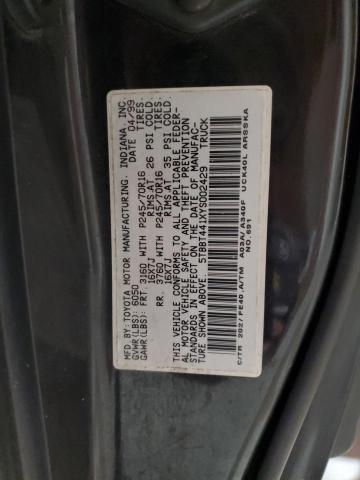 MFD.BY:TOYOTA MOTOR MANUFACTURING, INDIANA, INC.
GVWR(LBS): 6050 DATE 04/99
GAWR(LBS): FRT. 3160 WITH P245/70R16 TIRES.
16X7J RIMS.AT 26 PSI COLD.
RR. 3760 WITH P245/70R16 TIRES.
16X7J RIMS.AT 35 PSI COLD.
THIS VEHICLE CONFORMS TO ALL APPLICABLE FEDER-
AL MOTOR VEHICLE SAFETY AND THEFT PREVENTION
STANDARDS IN EFFECT ON THE DATE OF MANUFAC-
TURE SHOWN ABOVE. 5TBBT441XYS002429 TRUCK
C/TR 202/FE40,A/TM A03A/A340F UCK40L ARSSKA
NO.691